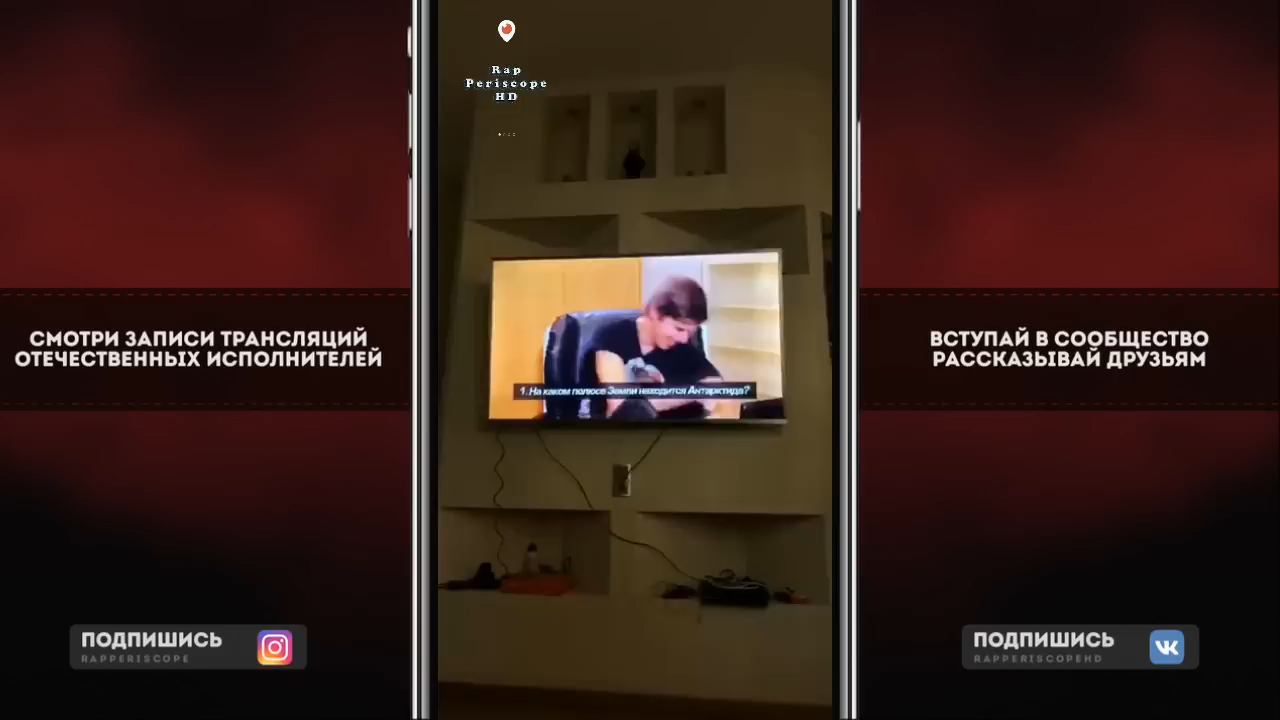 Rap
Periscope
HD
СМОТРИ ЗАПИСИ ТРАНСЛЯЦИЙ
ОТЕЧЕСТВЕННЫХ ИСПОЛНИТЕЛЕЙ
ВСТУПАЙ В СООБЩЕСТВО
РАССКАЗЫВАЙ ДРУЗЬЯМ
1. На каком полюсе Земли находится Антарктида?
ПОДПИШИСЬ
RAPPERISCOPE
ПОДПИШИСЬ
RAPPERISCOPEHD